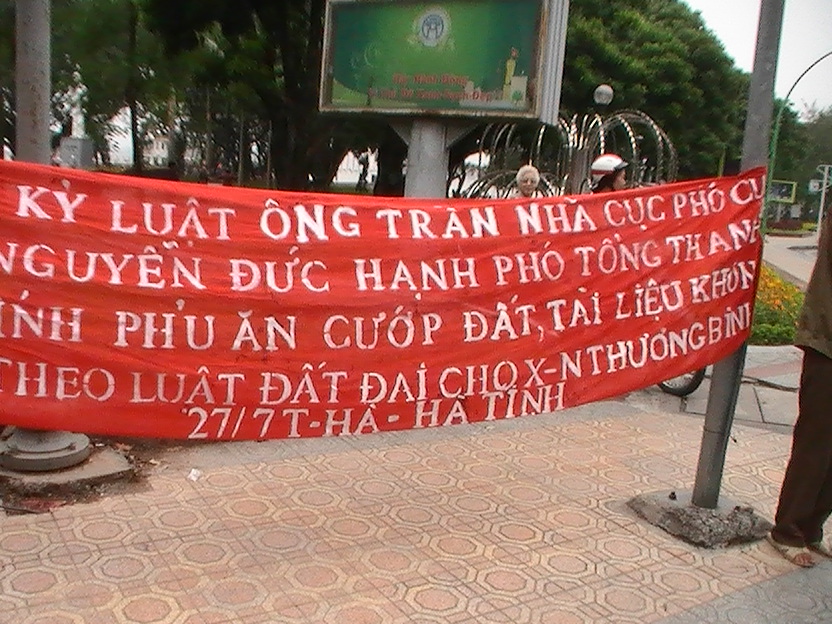 KỶ LUẬT ÔNG TRẦN NHÃ CỤC PHÓ CỤ
NGUYỄN ĐỨC HẠNH PHÓ TỔNG THANH
ÍNH PHỦ ĂN CƯỚP ĐẤT, TÀI LIỆU KHÔN
THEO LUẬT ĐẤT ĐAI CHO X-N THƯƠNG BINH
27/7 T-HÀ - HÀ TĨNH